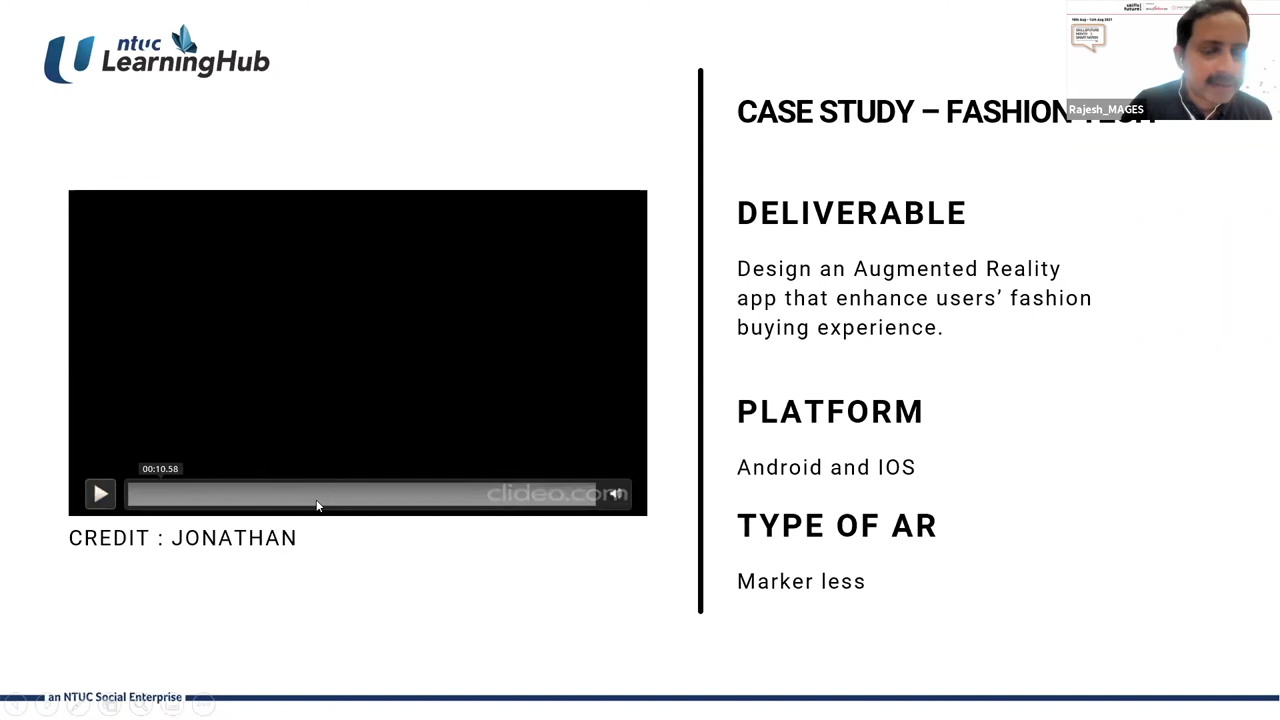 ntuc
LearningHub
CASE STUDY – FASHION TECH
Rajesh_MAGES
DELIVERABLE
Design an Augmented Reality
app that enhance users’ fashion
buying experience.
PLATFORM
Android and IOS
TYPE OF AR
Marker less
00:10.58
clideo.com
CREDIT : JONATHAN
an NTUC Social Enterprise